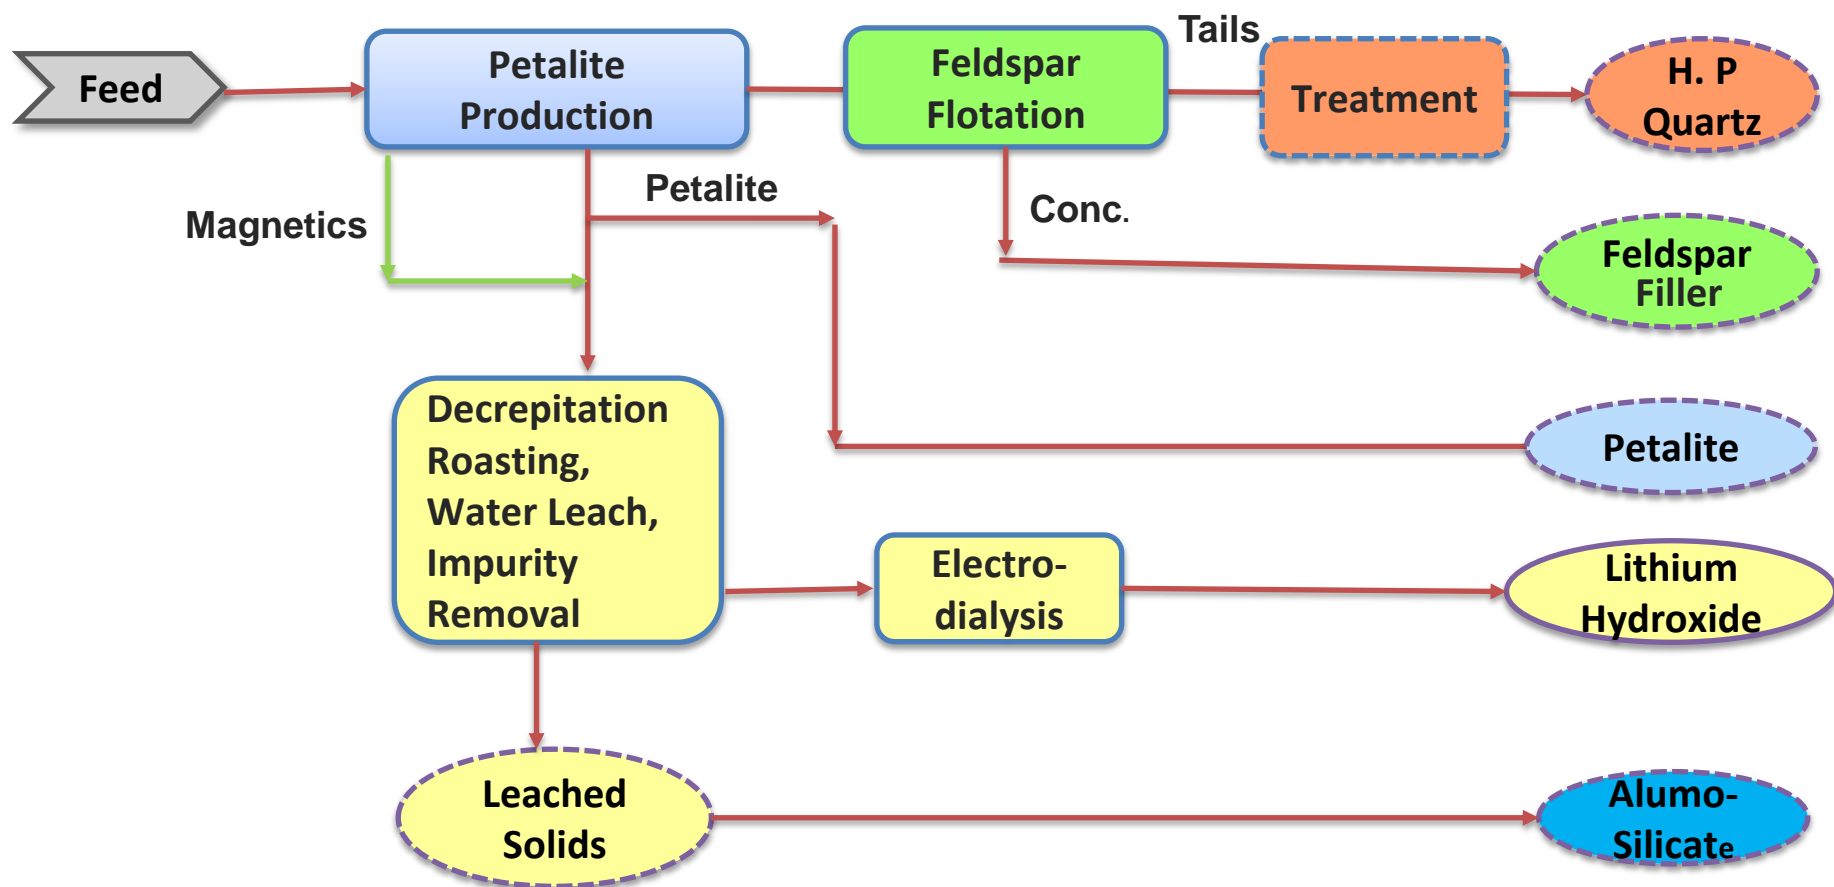 Feed
Petalite
Production
Feldspar
Flotation
Tails
Treatment
H. P
Quartz
Magnetics
Petalite
Conc.
Feldspar
Filler
Decrepitation
Roasting,
Water Leach,
Impurity
Removal
Petalite
Electro-
dialysis
Lithium
Hydroxide
Leached
Solids
Alumo-
Silicate